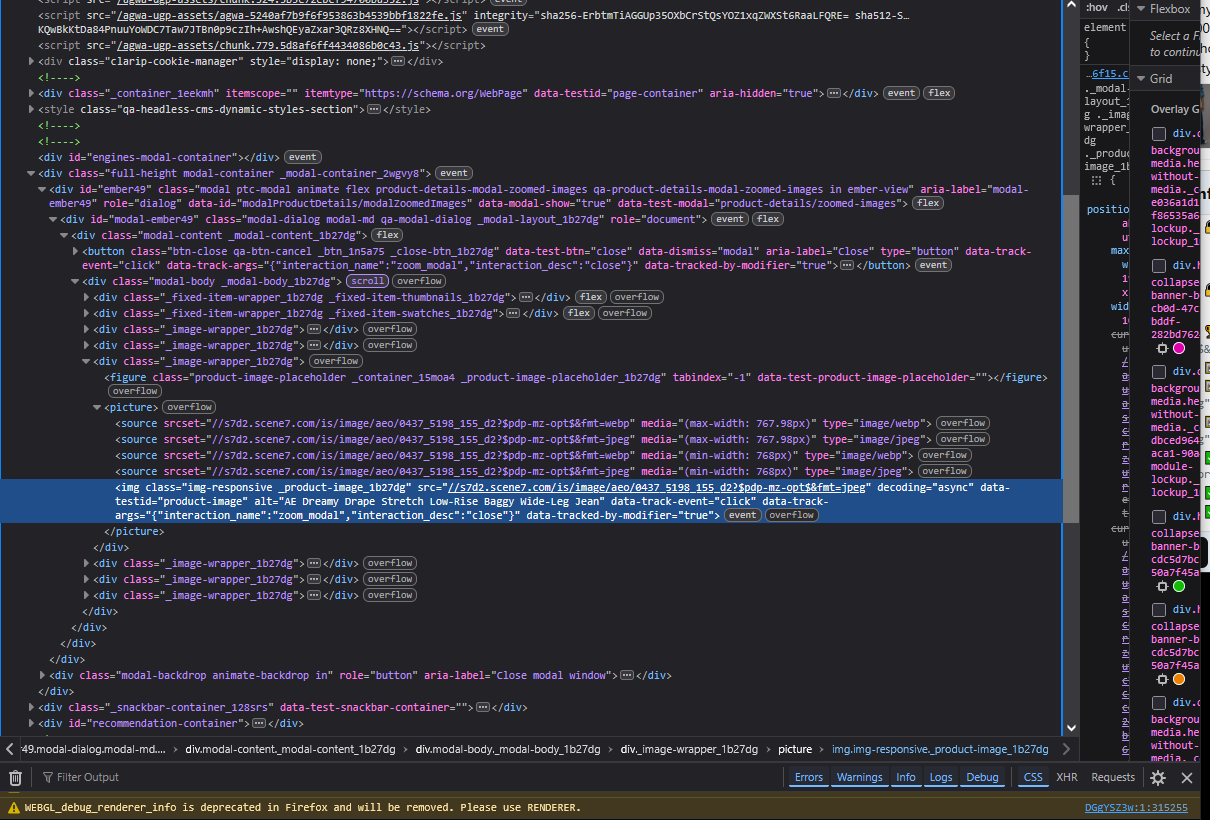 <script src="/agwa-ugp-assets/agwa-5240af7b9f6f953863b4539bbf1822fe.js" integrity="sha256-ErbtmTiAGGUp35OXbCrStQsYOZ1xqZWXSt6RaaLFQRE= sha512-S…
KQwBkKtDa84PnuuYoWDC7Taw7JTBn0p9czIh+AwshQEyaZxar3QRz8XHNQ=="></script> event
<script src="/agwa-ugp-assets/chunk.779.5d8af6ff4434086b0c43.js"></script>
<div class="clarip-cookie-manager" style="display: none;"></div>
<!---->
<div class="_container_1eekmh" itemscope="" itemtype="https://schema.org/WebPage" data-testid="page-container" aria-hidden="true"></div> event flex
<style class="qa-headless-cms-dynamic-styles-section"></style>
<!---->
<!---->
<div id="engines-modal-container"></div> event
<div class="full-height modal-container _modal-container_2wgvy8"> event
<div id="ember49" class="modal ptc-modal animate flex product-details-modal-zoomed-images qa-product-details-modal-zoomed-images in ember-view" aria-label="modal-
ember49" role="dialog" data-id="modalProductDetails/modalZoomedImages" data-modal-show="true" data-test-modal="product-details/zoomed-images"> flex
<div id="modal-ember49" class="modal-dialog modal-md qa-modal-dialog _modal-layout_1b27dg" role="document"> event flex
<div class="modal-content _modal-content_1b27dg"> flex
<button class="btn-close qa-btn-cancel _btn_1n5a75 _close-btn_1b27dg" data-test-btn="close" data-dismiss="modal" aria-label="Close" type="button" data-track-
event="click" data-track-args="{"interaction_name":"zoom_modal","interaction_desc":"close"}" data-tracked-by-modifier="true"></button> event
<div class="modal-body _modal-body_1b27dg"> scroll overflow
<div class="_fixed-item-wrapper_1b27dg _fixed-item-thumbnails_1b27dg"></div> flex overflow
<div class="_fixed-item-wrapper_1b27dg _fixed-item-swatches_1b27dg"></div> flex overflow
<div class="_image-wrapper_1b27dg"></div> overflow
<div class="_image-wrapper_1b27dg"></div> overflow
<div class="_image-wrapper_1b27dg"> overflow
<figure class="product-image-placeholder _container_15moa4 _product-image-placeholder_1b27dg" tabindex="-1" data-test-product-image-placeholder=""></figure>
overflow
<picture> overflow
<source srcset="//s7d2.scene7.com/is/image/aeo/0437_5198_155_d2?$pdp-mz-opt$&fmt=webp" media="(max-width: 767.98px)" type="image/webp"> overflow
<source srcset="//s7d2.scene7.com/is/image/aeo/0437_5198_155_d2?$pdp-mz-opt$&fmt=jpeg" media="(max-width: 767.98px)" type="image/jpeg"> overflow
<source srcset="//s7d2.scene7.com/is/image/aeo/0437_5198_155_d2?$pdp-mz-opt$&fmt=webp" media="(min-width: 768px)" type="image/webp"> overflow
<source srcset="//s7d2.scene7.com/is/image/aeo/0437_5198_155_d2?$pdp-mz-opt$&fmt=jpeg" media="(min-width: 768px)" type="image/jpeg"> overflow
<img class="img-responsive _product-image_1b27dg" src="//s7d2.scene7.com/is/image/aeo/0437_5198_155_d2?$pdp-mz-opt$&fmt=jpeg" decoding="async" data-
testid="product-image" alt="AE Dreamy Drape Stretch Low-Rise Baggy Wide-Leg Jean" data-track-event="click" data-track-
args="{"interaction_name":"zoom_modal","interaction_desc":"close"}" data-tracked-by-modifier="true"> event overflow
</picture>
</div>
<div class="_image-wrapper_1b27dg"></div> overflow
<div class="_image-wrapper_1b27dg"></div> overflow
<div class="_image-wrapper_1b27dg"></div> overflow
</div>
</div>
</div>
</div>
<div class="modal-backdrop animate-backdrop in" role="button" aria-label="Close modal window"></div>
</div>
<div class="_snackbar-container_128srs" data-test-snackbar-container=""></div>
<div id="recommendation-container"></div>
:hov .cl
element
{
}
…6f15.c
._modal-
layout_1
g ._imag
wrapper_
dg
._produc
image_1b
{
positio
max
wid
Flexbox
Select a F
to continu
Grid
Overlay G
div.c
backgrou
media.he
without-
media._c
e036a1d1
f86535a6
lockup._
lockup_1
div.h
collapse
banner-b
cb0d-47c
bddf-
282bd762
div.c
backgrou
media.he
without-
media._c
dbced964
aca1-90a
module-
lockup._
lockup_1
div.h
collapse
banner-b
cdc5d7bc
50a7f45a
div.h
collapse
banner-b
cdc5d7bc
50a7f45a
div.c
backgrou
media.he
without-
49.modal-dialog.modal-md.… div.modal-content._modal-content_1b27dg div.modal-body._modal-body_1b27dg div._image-wrapper_1b27dg picture img.img-responsive._product-image_1b27dg
Filter Output Errors Warnings Info Logs Debug CSS XHR Requests
WEBGL_debug_renderer_info is deprecated in Firefox and will be removed. Please use RENDERER. DGgYSZ3w:1:315255